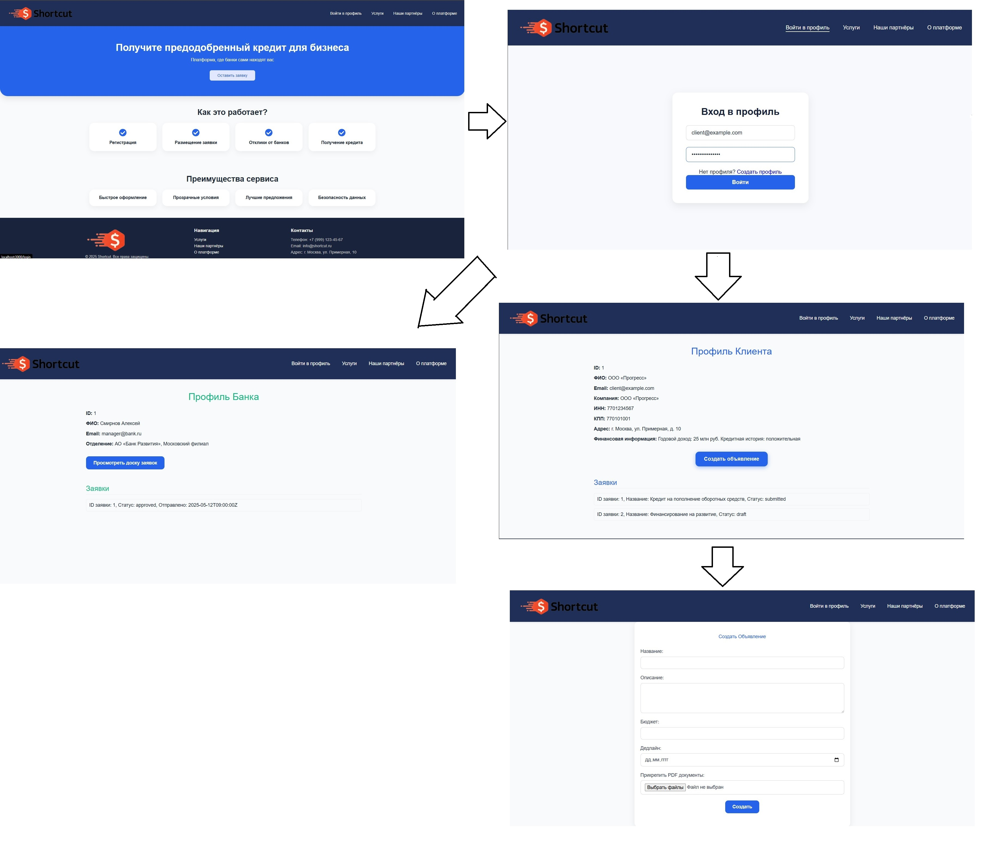 Shortcut
Войти в профиль Услуги Наши партнёры О платформе
Получите предодобренный кредит для бизнеса
Платформа, где банки сами находят вас
Оставить заявку
Как это работает?
Регистрация Размещение заявки Отклики от банков Получение кредита
Преимущества сервиса
Быстрое оформление Прозрачные условия Лучшие предложения Безопасность данных
Навигация Контакты
Услуги Телефон: +7 (999) 123-45-67
Наши партнёры Email: info@shortcut.ru
О платформе Адрес: г. Москва, ул. Примерная, 10
© 2025 Shortcut. Все права защищены.
localhost:3000/login
Shortcut
Войти в профиль Услуги Наши партнёры О платформе
Вход в профиль
client@example.com
•••••••••••••••
Нет профиля? Создать профиль
Войти
Shortcut
Войти в профиль Услуги Наши партнёры О платформе
Профиль Клиента
ID: 1
ФИО: ООО «Прогресс»
Email: client@example.com
Компания: ООО «Прогресс»
ИНН: 7701234567
КПП: 770101001
Адрес: г. Москва, ул. Примерная, д. 10
Финансовая информация: Годовой доход: 25 млн руб. Кредитная история: положительная
Создать объявление
Заявки
ID заявки: 1, Название: Кредит на пополнение оборотных средств, Статус: submitted
ID заявки: 2, Название: Финансирование на развитие, Статус: draft
Shortcut
Войти в профиль Услуги Наши партнёры О платформе
Профиль Банка
ID: 1
ФИО: Смирнов Алексей
Email: manager@bank.ru
Отделение: АО «Банк Развития», Московский филиал
Просмотреть доску заявок
Заявки
ID заявки: 1, Статус: approved, Отправлено: 2025-05-12T09:00:00Z
Shortcut
Войти в профиль Услуги Наши партнёры О платформе
Создать Объявление
Название:
Описание:
Бюджет:
Дедлайн:
дд.мм.гггг
Прикрепить PDF документы:
Выбрать файлы Файл не выбран
Создать